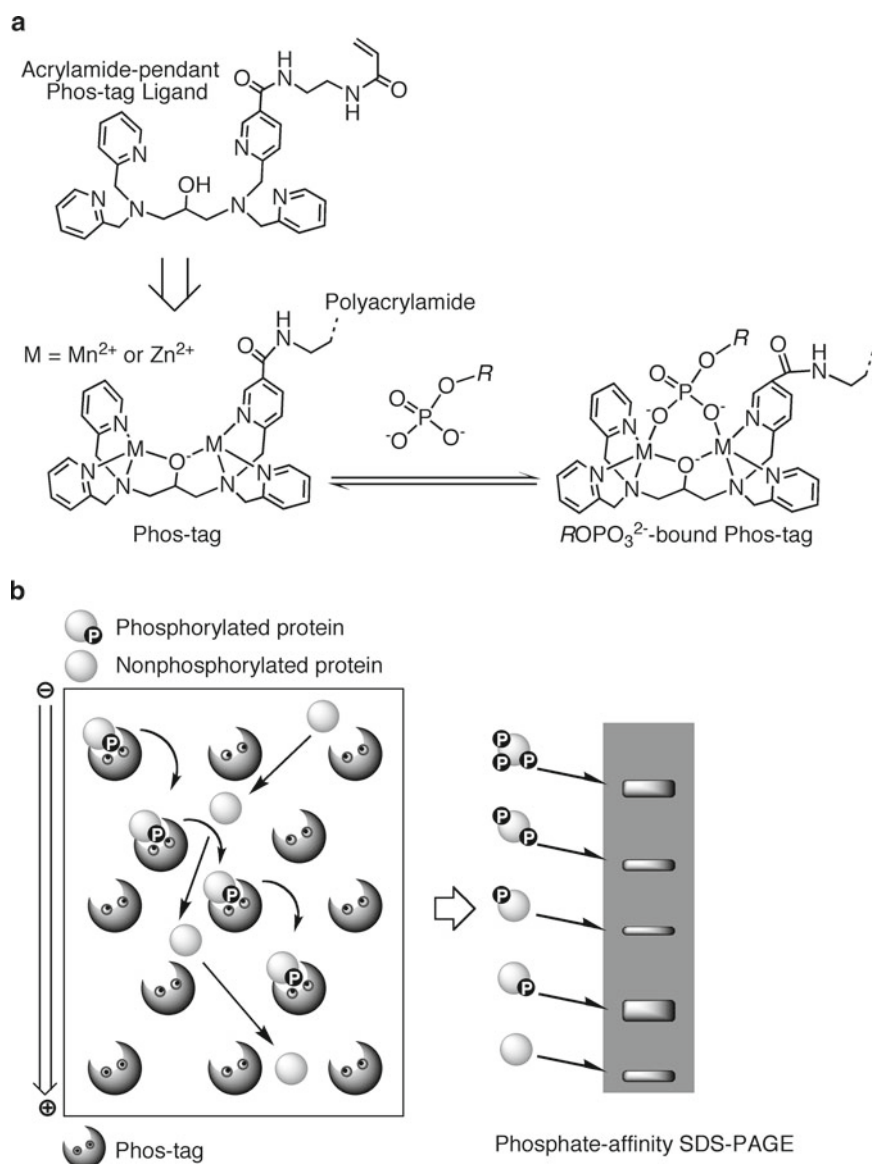 a
Acrylamide-pendant
Phos-tag Ligand
O
H
N
N
H
O
N
N
OH
N
N
N
N
Polyacrylamide
M = Mn²⁺ or Zn²⁺
H
N
O
N
N
M
M
N
O⁻
N
N
N
O
P
O
R
⁻O
O⁻
O
P
O
R
⁻O
O⁻
O
H
N
N
N
M
M
N
O⁻
N
N
N
Phos-tag
ROPO₃²⁻-bound Phos-tag
b
P Phosphorylated protein
Nonphosphorylated protein
⊖
P
P
P
P
⊕
Phos-tag
P
P
P
P
P
P
P
Phosphate-affinity SDS-PAGE